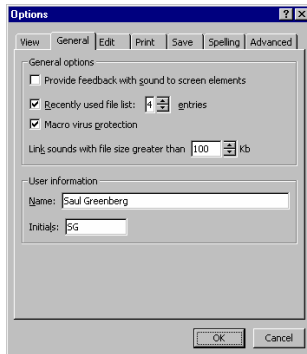 Options
View General Edit Print Save Spelling Advanced
General options
Provide feedback with sound to screen elements
Recently used file list: 4 entries
Macro virus protection
Link sounds with file size greater than 100 Kb
User information
Name: Saul Greenberg
Initials: SG
OK Cancel